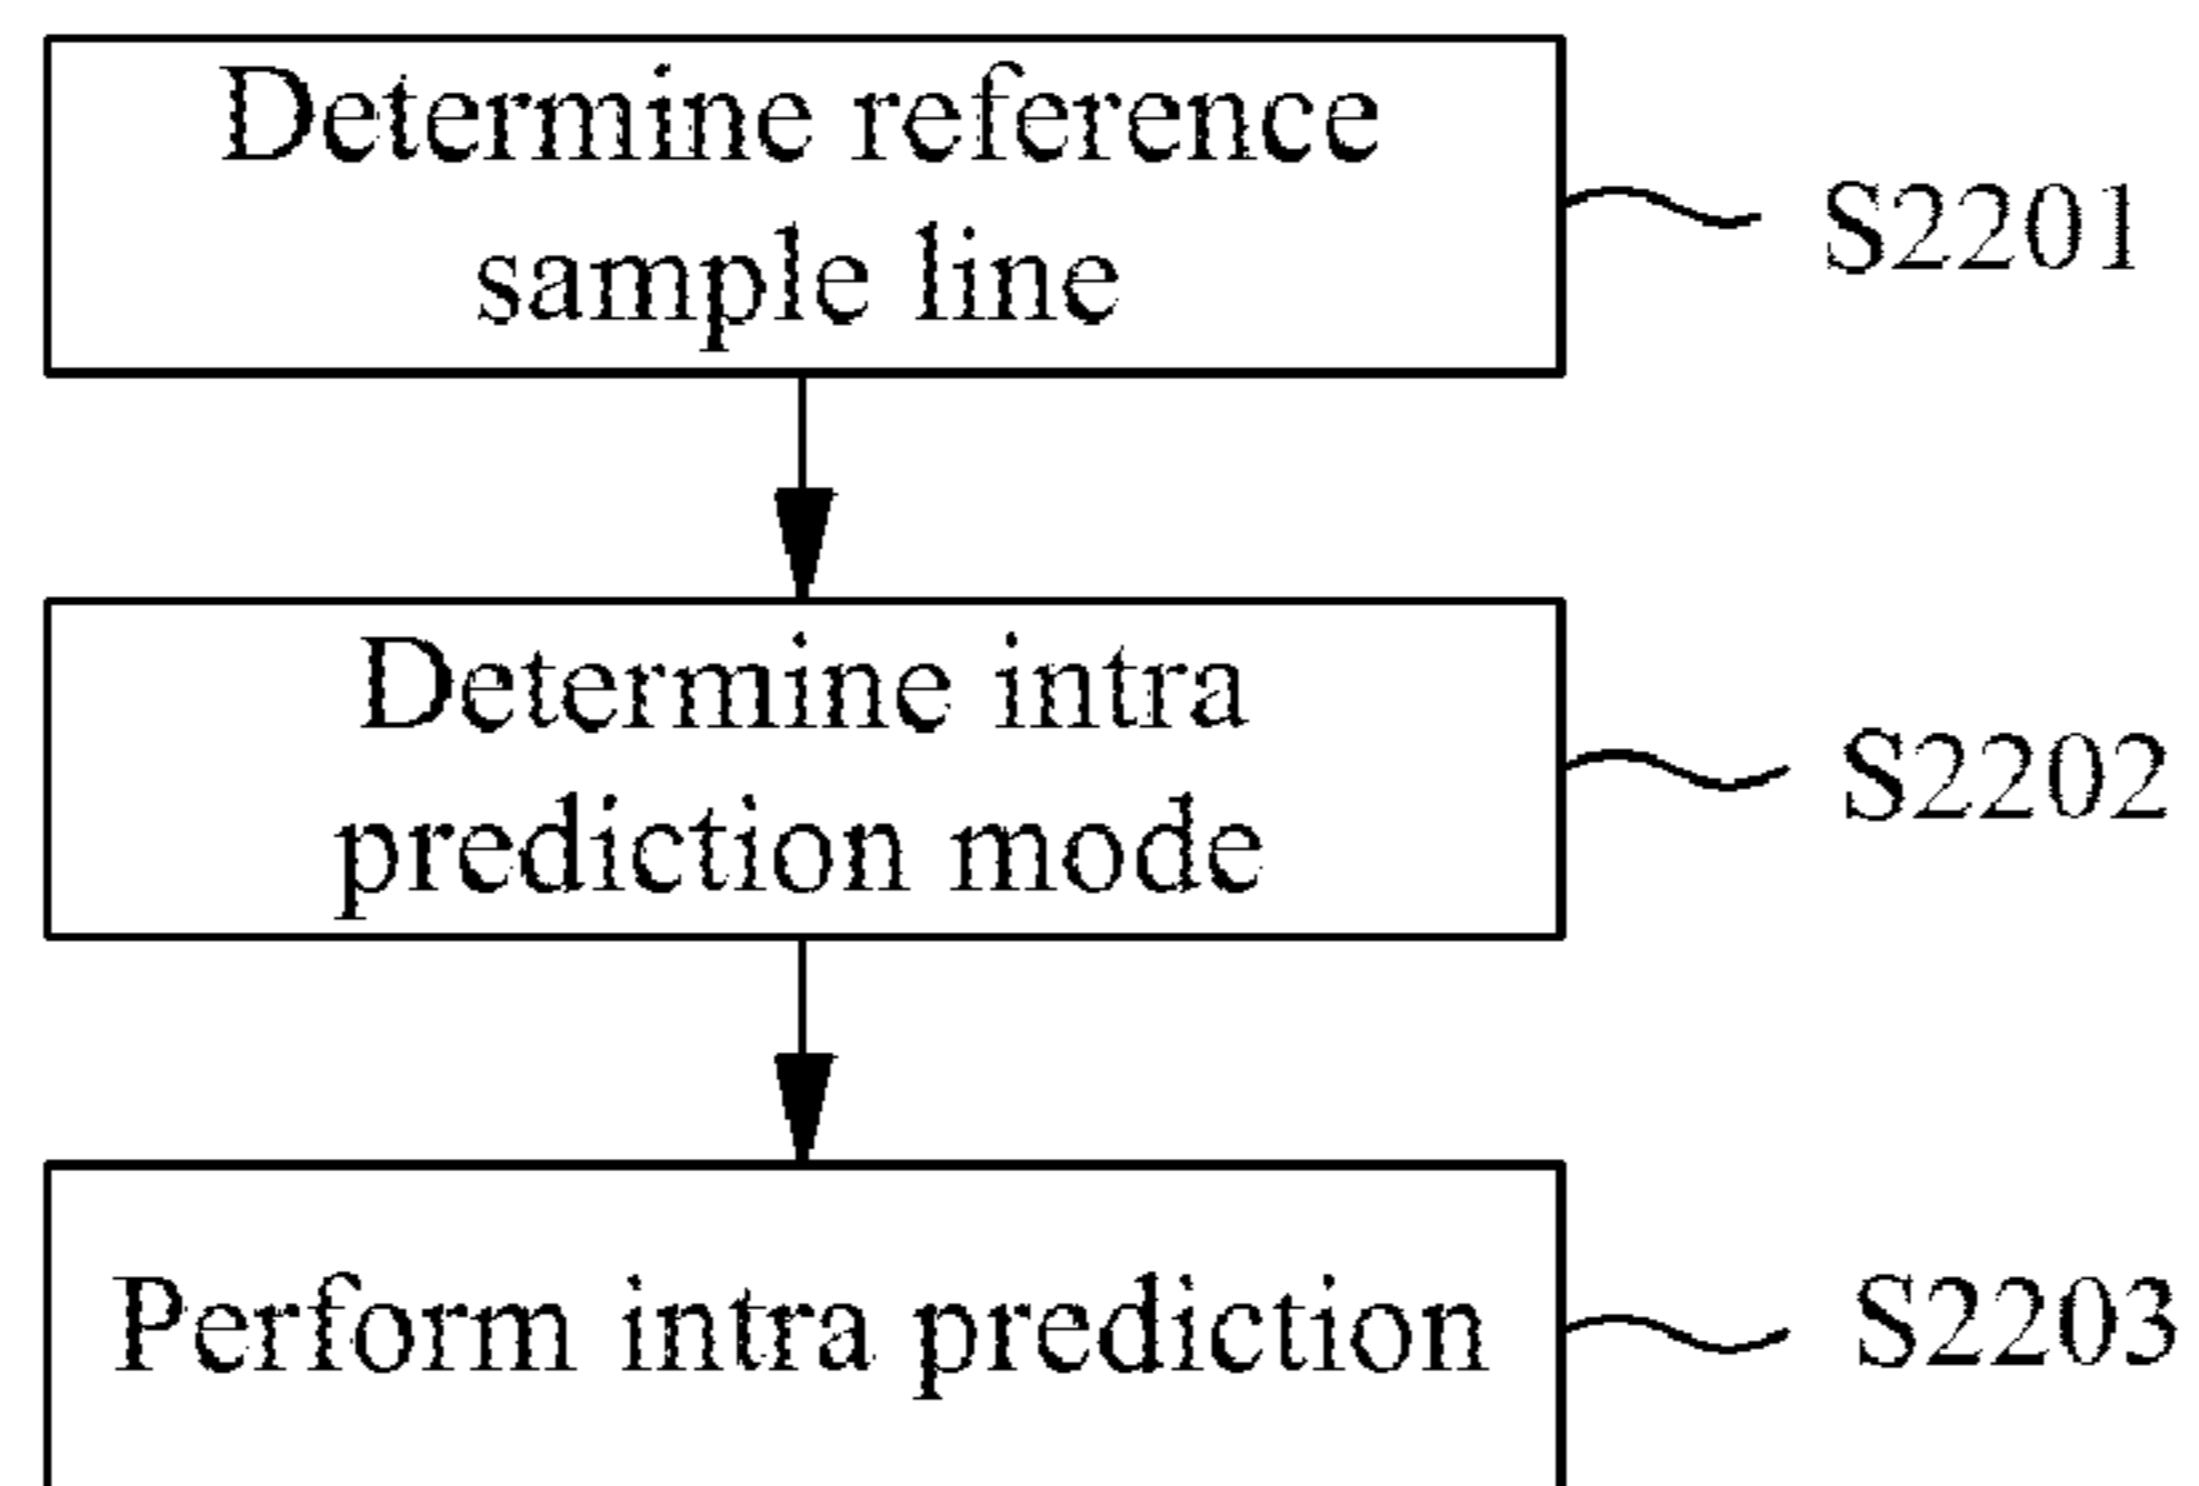 Determine reference
sample line
S2201
Determine intra
prediction mode
S2202
Perform intra prediction
S2203